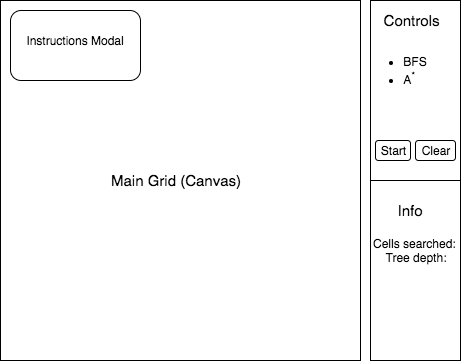 Instructions Modal
Main Grid (Canvas)
Controls
• BFS
• A*
Start Clear
Info
Cells searched:
Tree depth: